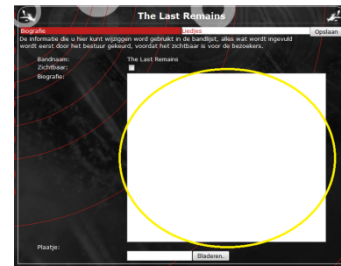 The Last Remains
Biografie Liedjes Opslaan
De informatie die u hier kunt wijzigen word gebruikt in de bandlijst, alles wat wordt ingevuld
wordt eerst door het bestuur gekeurd, voordat het zichtbaar is voor de bezoekers.
Bandnaam: The Last Remains
Zichtbaar:
Biografie:
Plaatje: Bladeren..